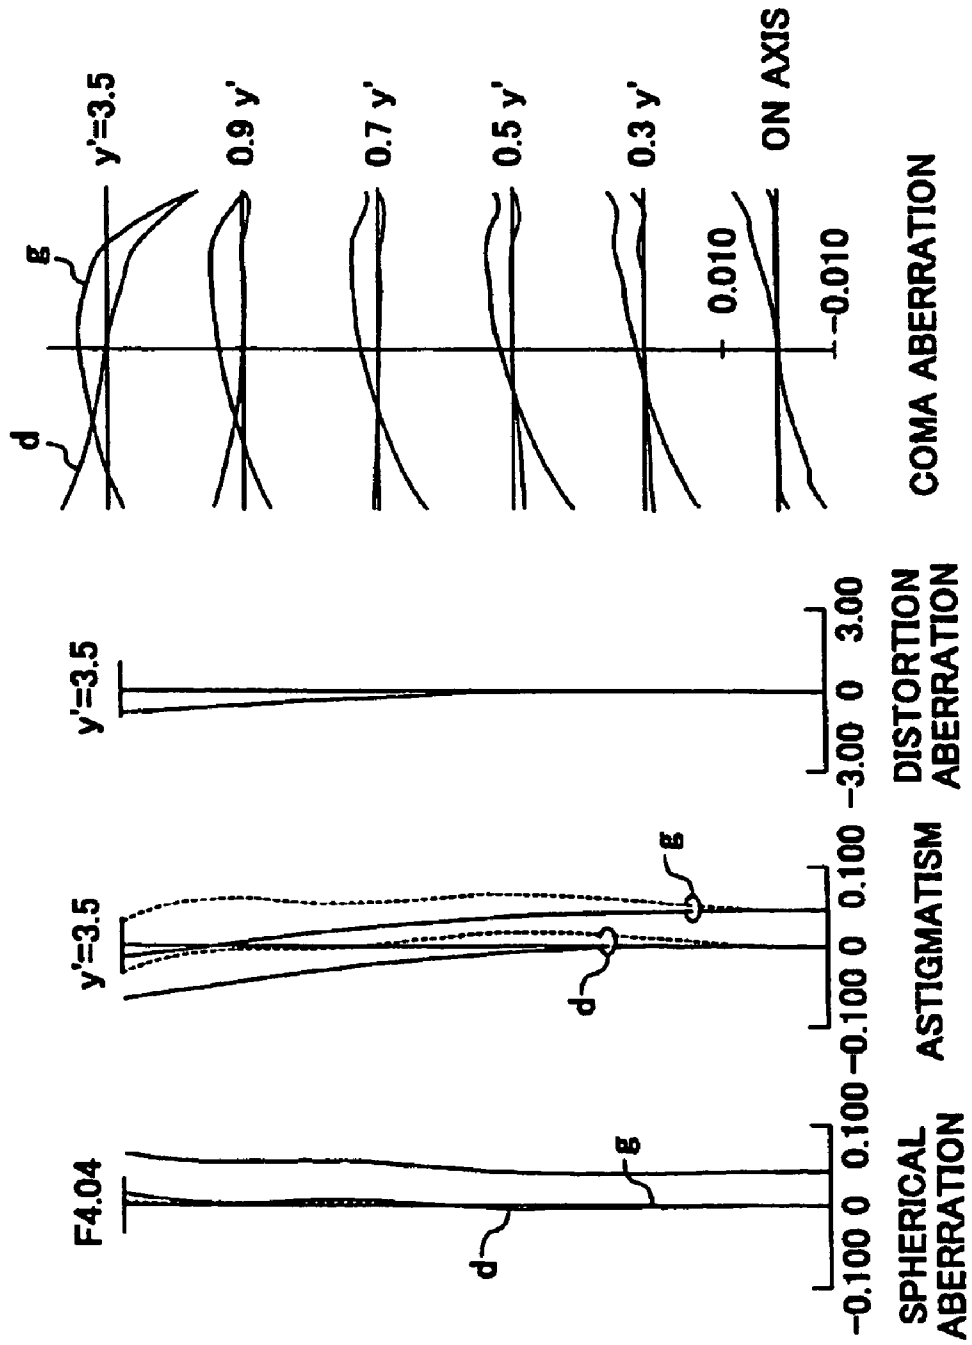 F4.04
d
g
−0.100 0 0.100
SPHERICAL
ABERRATION
y'=3.5
d
g
−0.100 0 0.100
ASTIGMATISM
y'=3.5
−3.00 0 3.00
DISTORTION
ABERRATION
d
g
y'=3.5
0.9 y'
0.7 y'
0.5 y'
0.3 y'
0.010
ON AXIS
−0.010
COMA ABERRATION